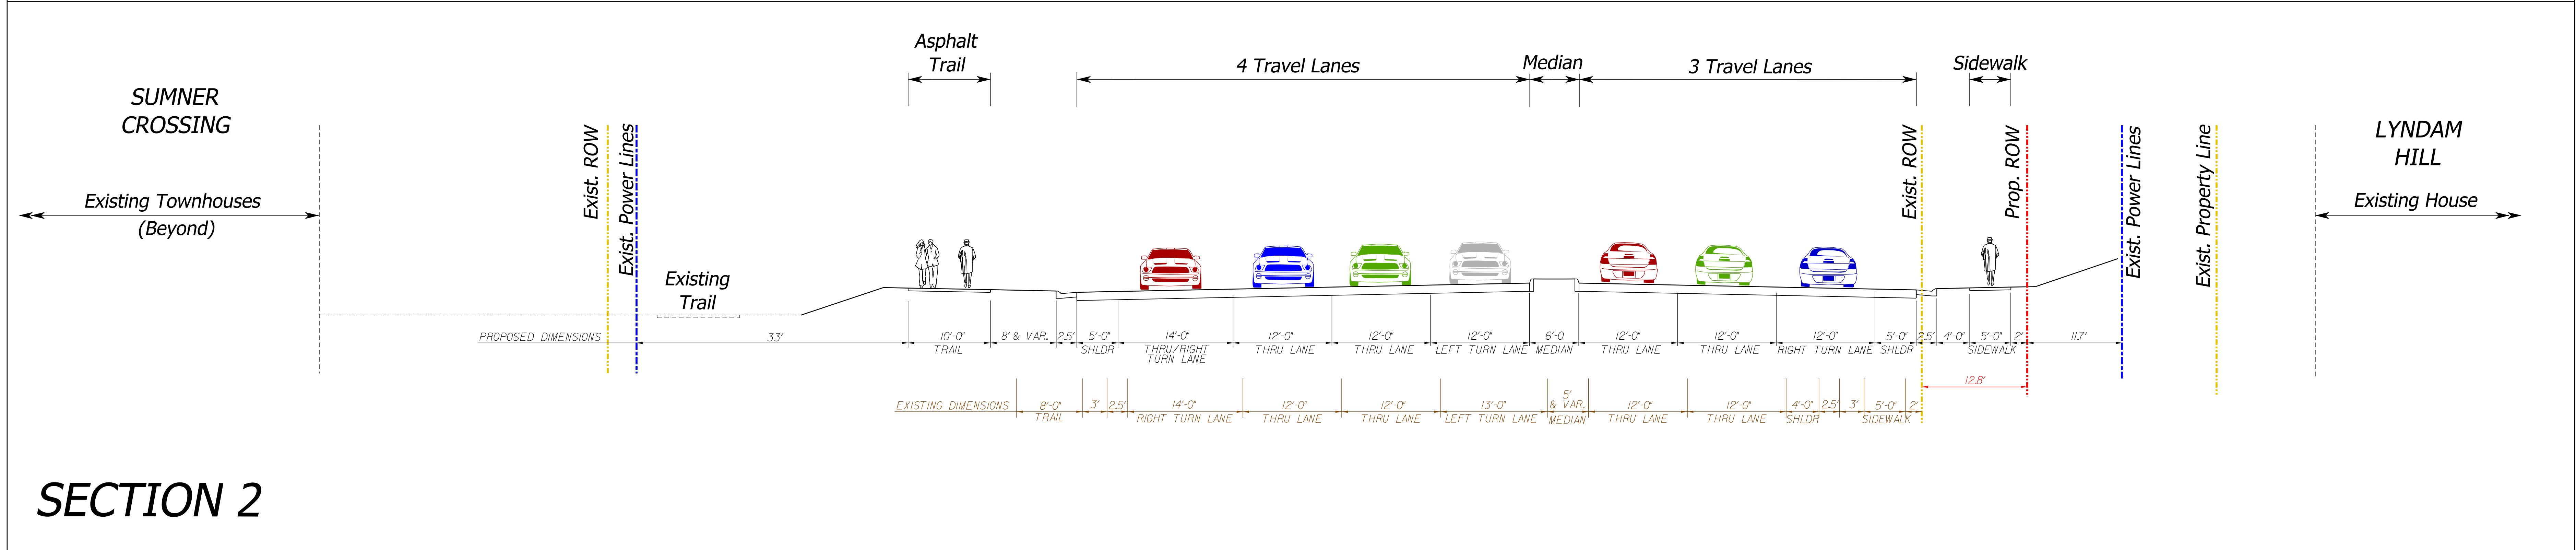 Asphalt
Trail
4 Travel Lanes
Median
3 Travel Lanes
Sidewalk
SUMNER
CROSSING
Existing Townhouses
(Beyond)
Exist. ROW
Exist. Power Lines
Existing
Trail
Exist. ROW
Prop. ROW
Exist. Power Lines
Exist. Property Line
LYNDAM
HILL
Existing House
PROPOSED DIMENSIONS 33' 10'-0" 8' & VAR. 2.5' 5'-0" 14'-0" 12'-0" 12'-0" 12'-0" 6'-0 12'-0" 12'-0" 12'-0" 5'-0" 2.5' 4'-0" 5'-0" 2' 11.7'
TRAIL SHLDR THRU/RIGHT THRU LANE THRU LANE LEFT TURN LANE MEDIAN THRU LANE THRU LANE RIGHT TURN LANE SHLDR SIDEWALK
TURN LANE
12.8'
EXISTING DIMENSIONS 8'-0" 3' 2.5' 14'-0" 12'-0" 12'-0" 13'-0" 5' & VAR. 12'-0" 12'-0" 4'-0" 2.5' 3' 5'-0" 2'
TRAIL RIGHT TURN LANE THRU LANE THRU LANE LEFT TURN LANE MEDIAN THRU LANE THRU LANE SHLDR SIDEWALK
SECTION 2